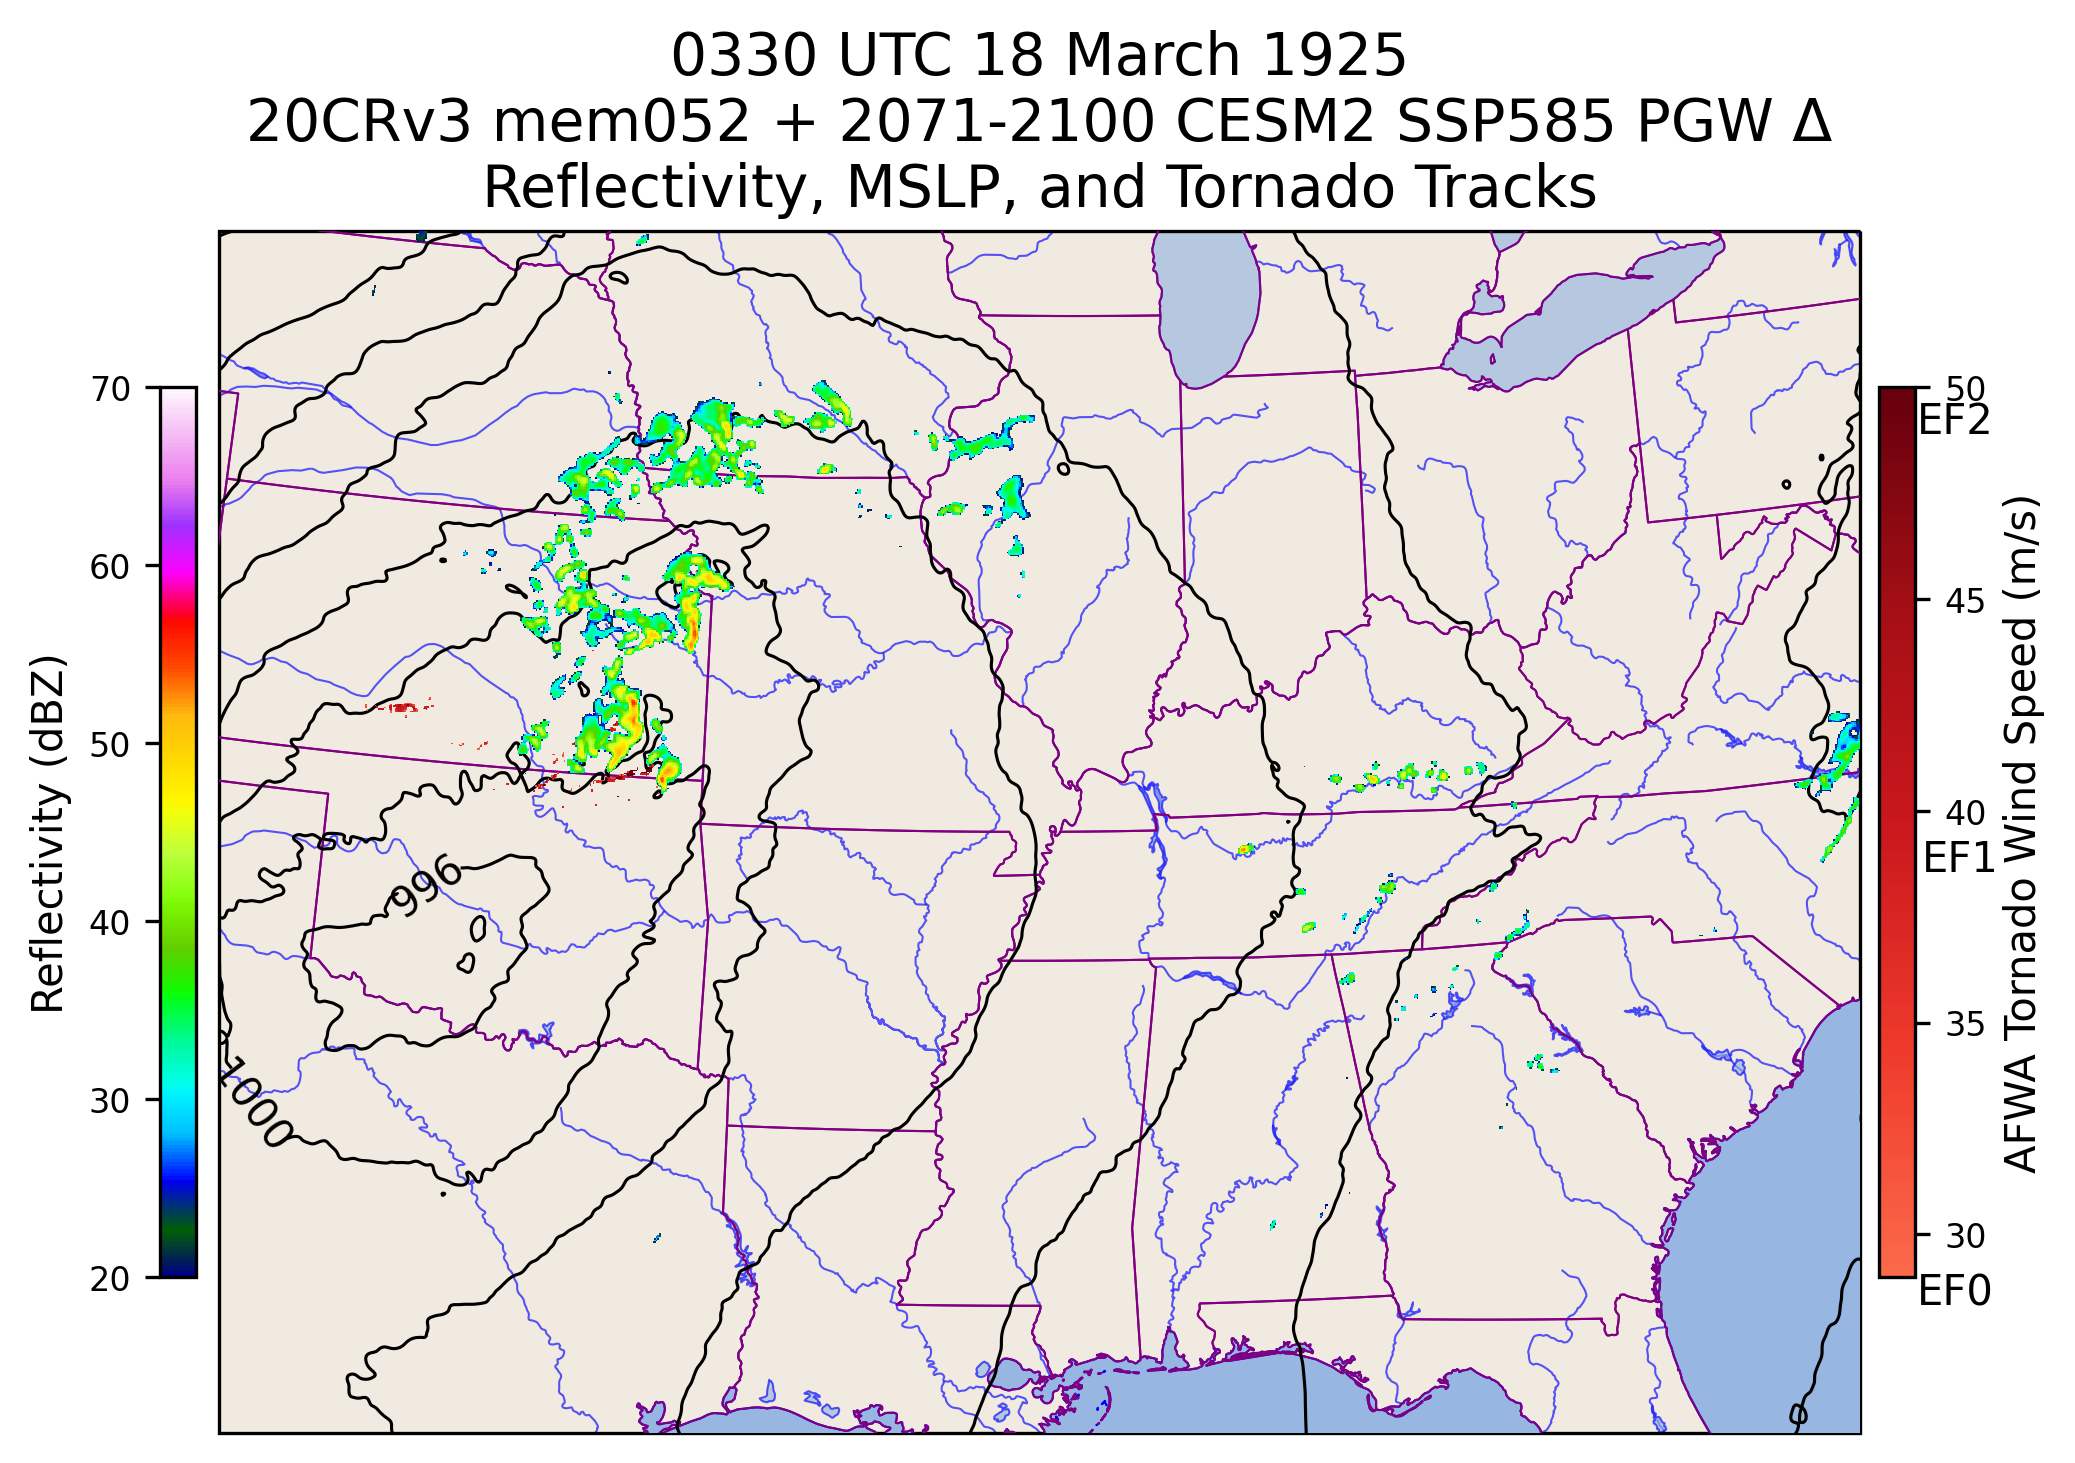 0330 UTC 18 March 1925
20CRv3 mem052 + 2071-2100 CESM2 SSP585 PGW Δ
Reflectivity, MSLP, and Tornado Tracks
70
60
50
40
30
20
Reflectivity (dBZ)
996
1000
50
EF2
45
40
EF1
35
30
EF0
AFWA Tornado Wind Speed (m/s)